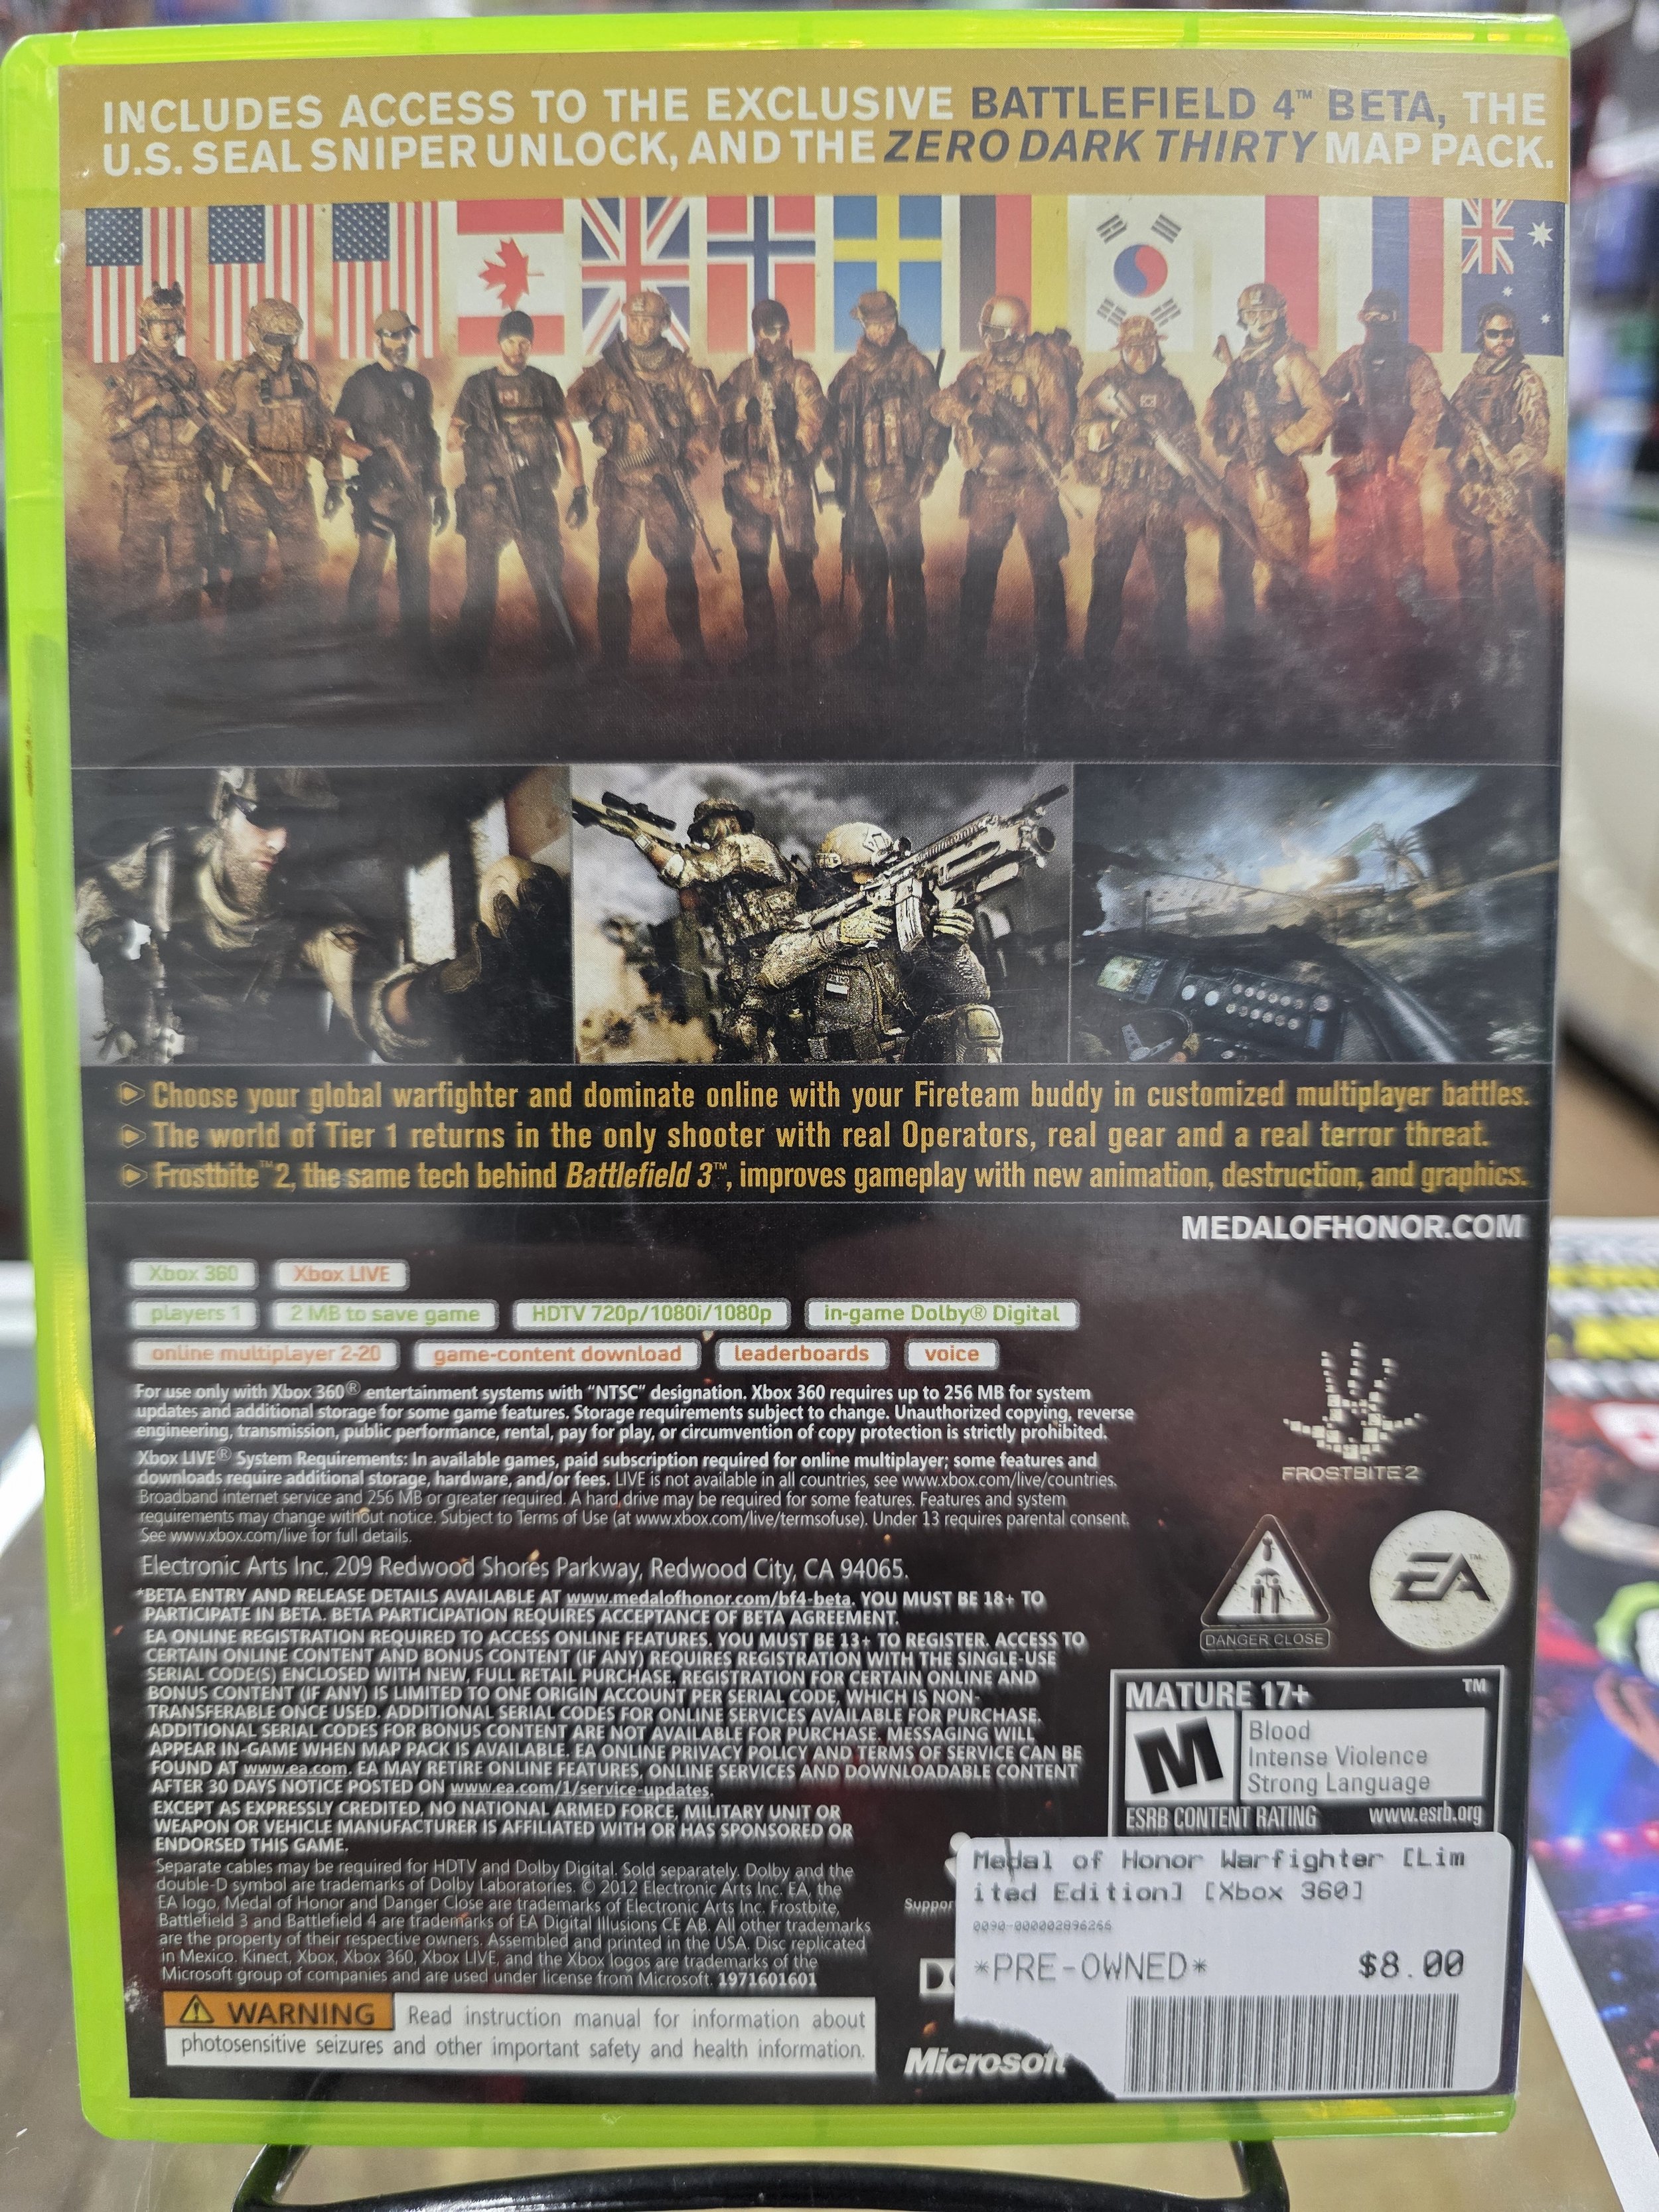 INCLUDES ACCESS TO THE EXCLUSIVE BATTLEFIELD 4™ BETA, THE
U.S. SEAL SNIPER UNLOCK, AND THE ZERO DARK THIRTY MAP PACK.
Choose your global warfighter and dominate online with your Fireteam buddy in customized multiplayer battles.
The world of Tier 1 returns in the only shooter with real Operators, real gear and a real terror threat.
Frostbite™ 2, the same tech behind Battlefield 3™, improves gameplay with new animation, destruction, and graphics.
MEDALOFHONOR.COM
Xbox 360 Xbox LIVE
players 1 2 MB to save game HDTV 720p/1080i/1080p in-game Dolby® Digital
online multiplayer 2-20 game-content download leaderboards voice
For use only with Xbox 360® entertainment systems with “NTSC” designation. Xbox 360 requires up to 256 MB for system
updates and additional storage for some game features. Storage requirements subject to change. Unauthorized copying, reverse
engineering, transmission, public performance, rental, pay for play, or circumvention of copy protection is strictly prohibited.
Xbox LIVE® System Requirements: In available games, paid subscription required for online multiplayer; some features and
downloads require additional storage, hardware, and/or fees. LIVE is not available in all countries, see www.xbox.com/live/countries.
Broadband internet service and 256 MB or greater required. A hard drive may be required for some features. Features and system
requirements may change without notice. Subject to Terms of Use (at www.xbox.com/live/termsofuse). Under 13 requires parental consent.
See www.xbox.com/live for full details.
FROSTBITE 2
Electronic Arts Inc. 209 Redwood Shores Parkway, Redwood City, CA 94065.
*BETA ENTRY AND RELEASE DETAILS AVAILABLE AT www.medalofhonor.com/bf4-beta. YOU MUST BE 18+ TO
PARTICIPATE IN BETA. BETA PARTICIPATION REQUIRES ACCEPTANCE OF BETA AGREEMENT.
EA ONLINE REGISTRATION REQUIRED TO ACCESS ONLINE FEATURES. YOU MUST BE 13+ TO REGISTER. ACCESS TO
CERTAIN ONLINE CONTENT AND BONUS CONTENT (IF ANY) REQUIRES REGISTRATION WITH THE SINGLE-USE
SERIAL CODE(S) ENCLOSED WITH NEW, FULL RETAIL PURCHASE. REGISTRATION FOR CERTAIN ONLINE AND
BONUS CONTENT (IF ANY) IS LIMITED TO ONE ORIGIN ACCOUNT PER SERIAL CODE, WHICH IS NON-
TRANSFERABLE ONCE USED. ADDITIONAL SERIAL CODES FOR ONLINE SERVICES AVAILABLE FOR PURCHASE.
ADDITIONAL SERIAL CODES FOR BONUS CONTENT ARE NOT AVAILABLE FOR PURCHASE. MESSAGING WILL
APPEAR IN-GAME WHEN MAP PACK IS AVAILABLE. EA ONLINE PRIVACY POLICY AND TERMS OF SERVICE CAN BE
FOUND AT www.ea.com. EA MAY RETIRE ONLINE FEATURES, ONLINE SERVICES AND DOWNLOADABLE CONTENT
AFTER 30 DAYS NOTICE POSTED ON www.ea.com/1/service-updates.
EXCEPT AS EXPRESSLY CREDITED, NO NATIONAL ARMED FORCE, MILITARY UNIT OR
WEAPON OR VEHICLE MANUFACTURER IS AFFILIATED WITH OR HAS SPONSORED OR
ENDORSED THIS GAME.
Separate cables may be required for HDTV and Dolby Digital. Sold separately. Dolby and the
double-D symbol are trademarks of Dolby Laboratories. © 2012 Electronic Arts Inc. EA, the
EA logo, Medal of Honor and Danger Close are trademarks of Electronic Arts Inc. Frostbite,
Battlefield 3 and Battlefield 4 are trademarks of EA Digital Illusions CE AB. All other trademarks
are the property of their respective owners. Assembled and printed in the USA. Disc replicated
in Mexico. Kinect, Xbox, Xbox 360, Xbox LIVE, and the Xbox logos are trademarks of the
Microsoft group of companies and are used under license from Microsoft. 1971601601
WARNING Read instruction manual for information about
photosensitive seizures and other important safety and health information.
DANGER CLOSE
EA™
MATURE 17+ ™
M
Blood
Intense Violence
Strong Language
ESRB CONTENT RATING www.esrb.org
Suppor
Microsoft
Medal of Honor Warfighter [Lim
ited Edition] [Xbox 360]
0090-000002896266
*PRE-OWNED* $8.00